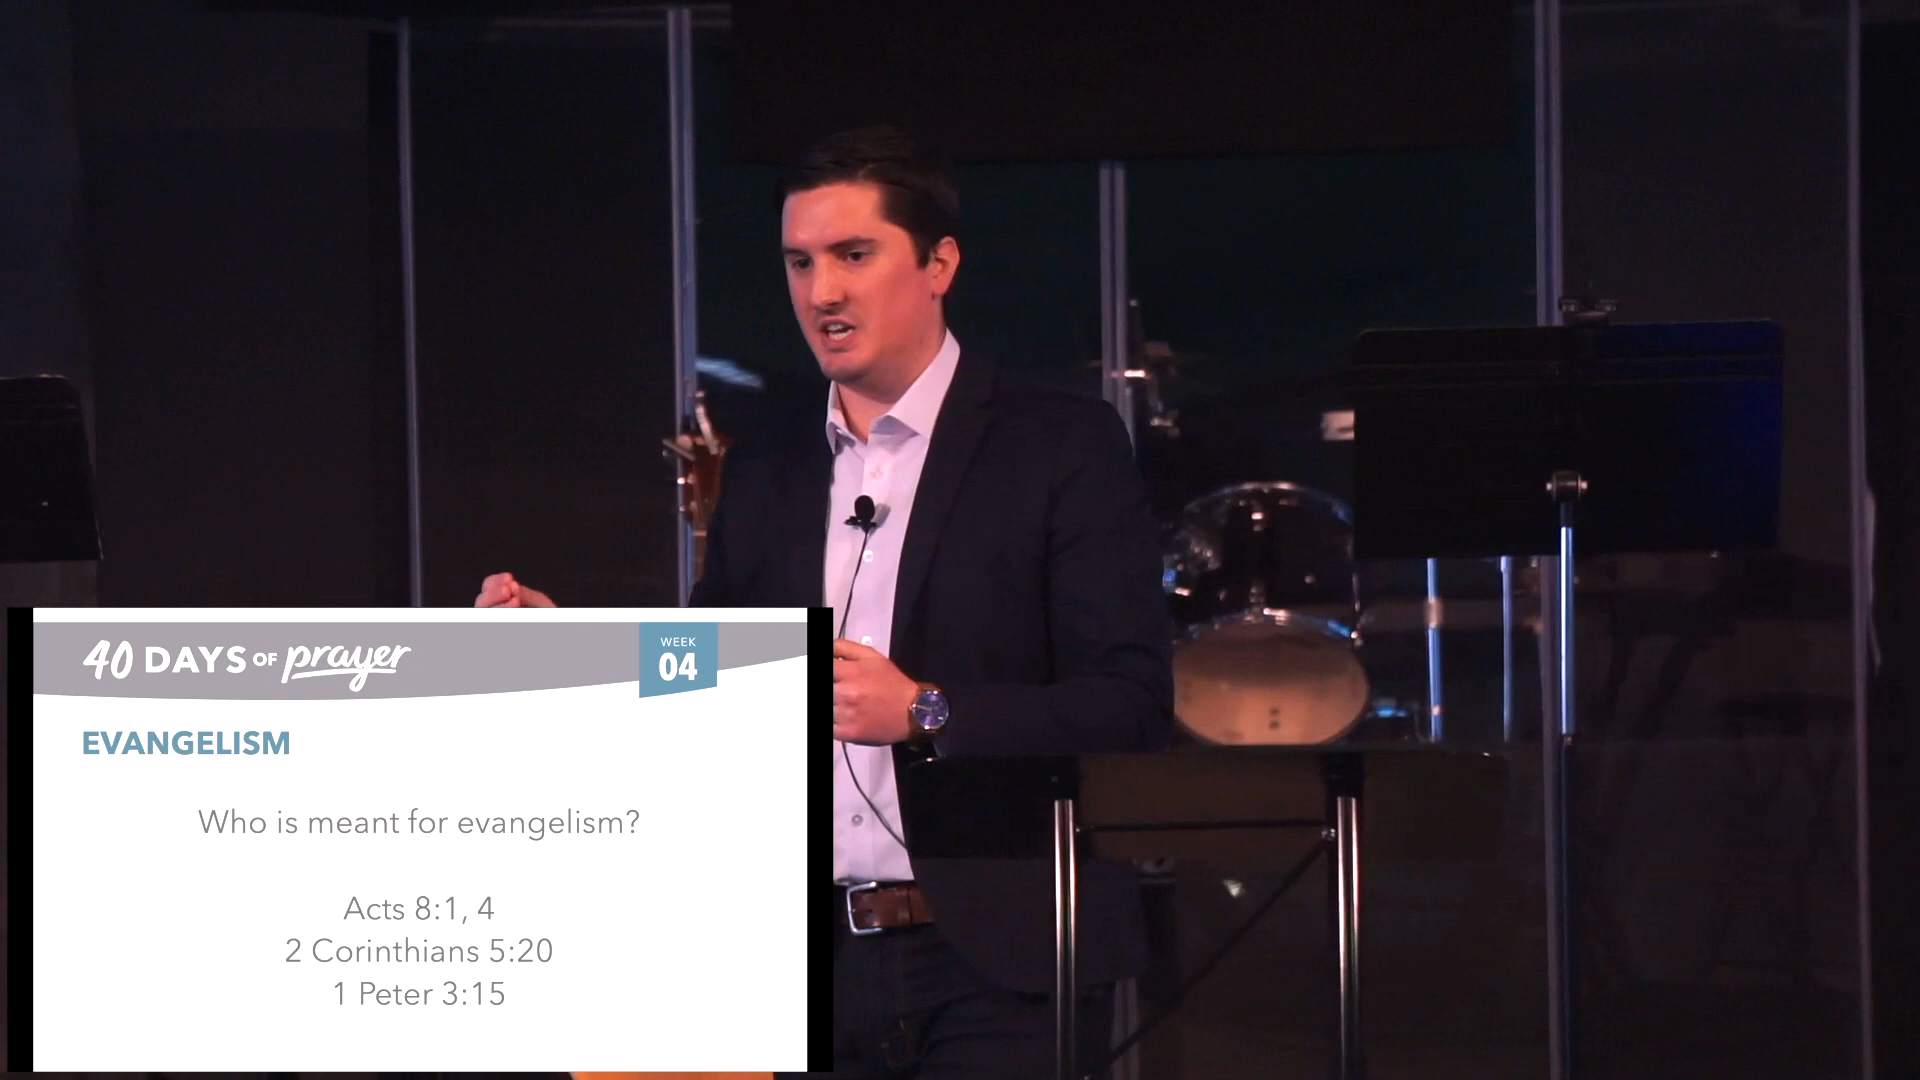 40 DAYS OF prayer
WEEK
04
EVANGELISM
Who is meant for evangelism?
Acts 8:1, 4
2 Corinthians 5:20
1 Peter 3:15